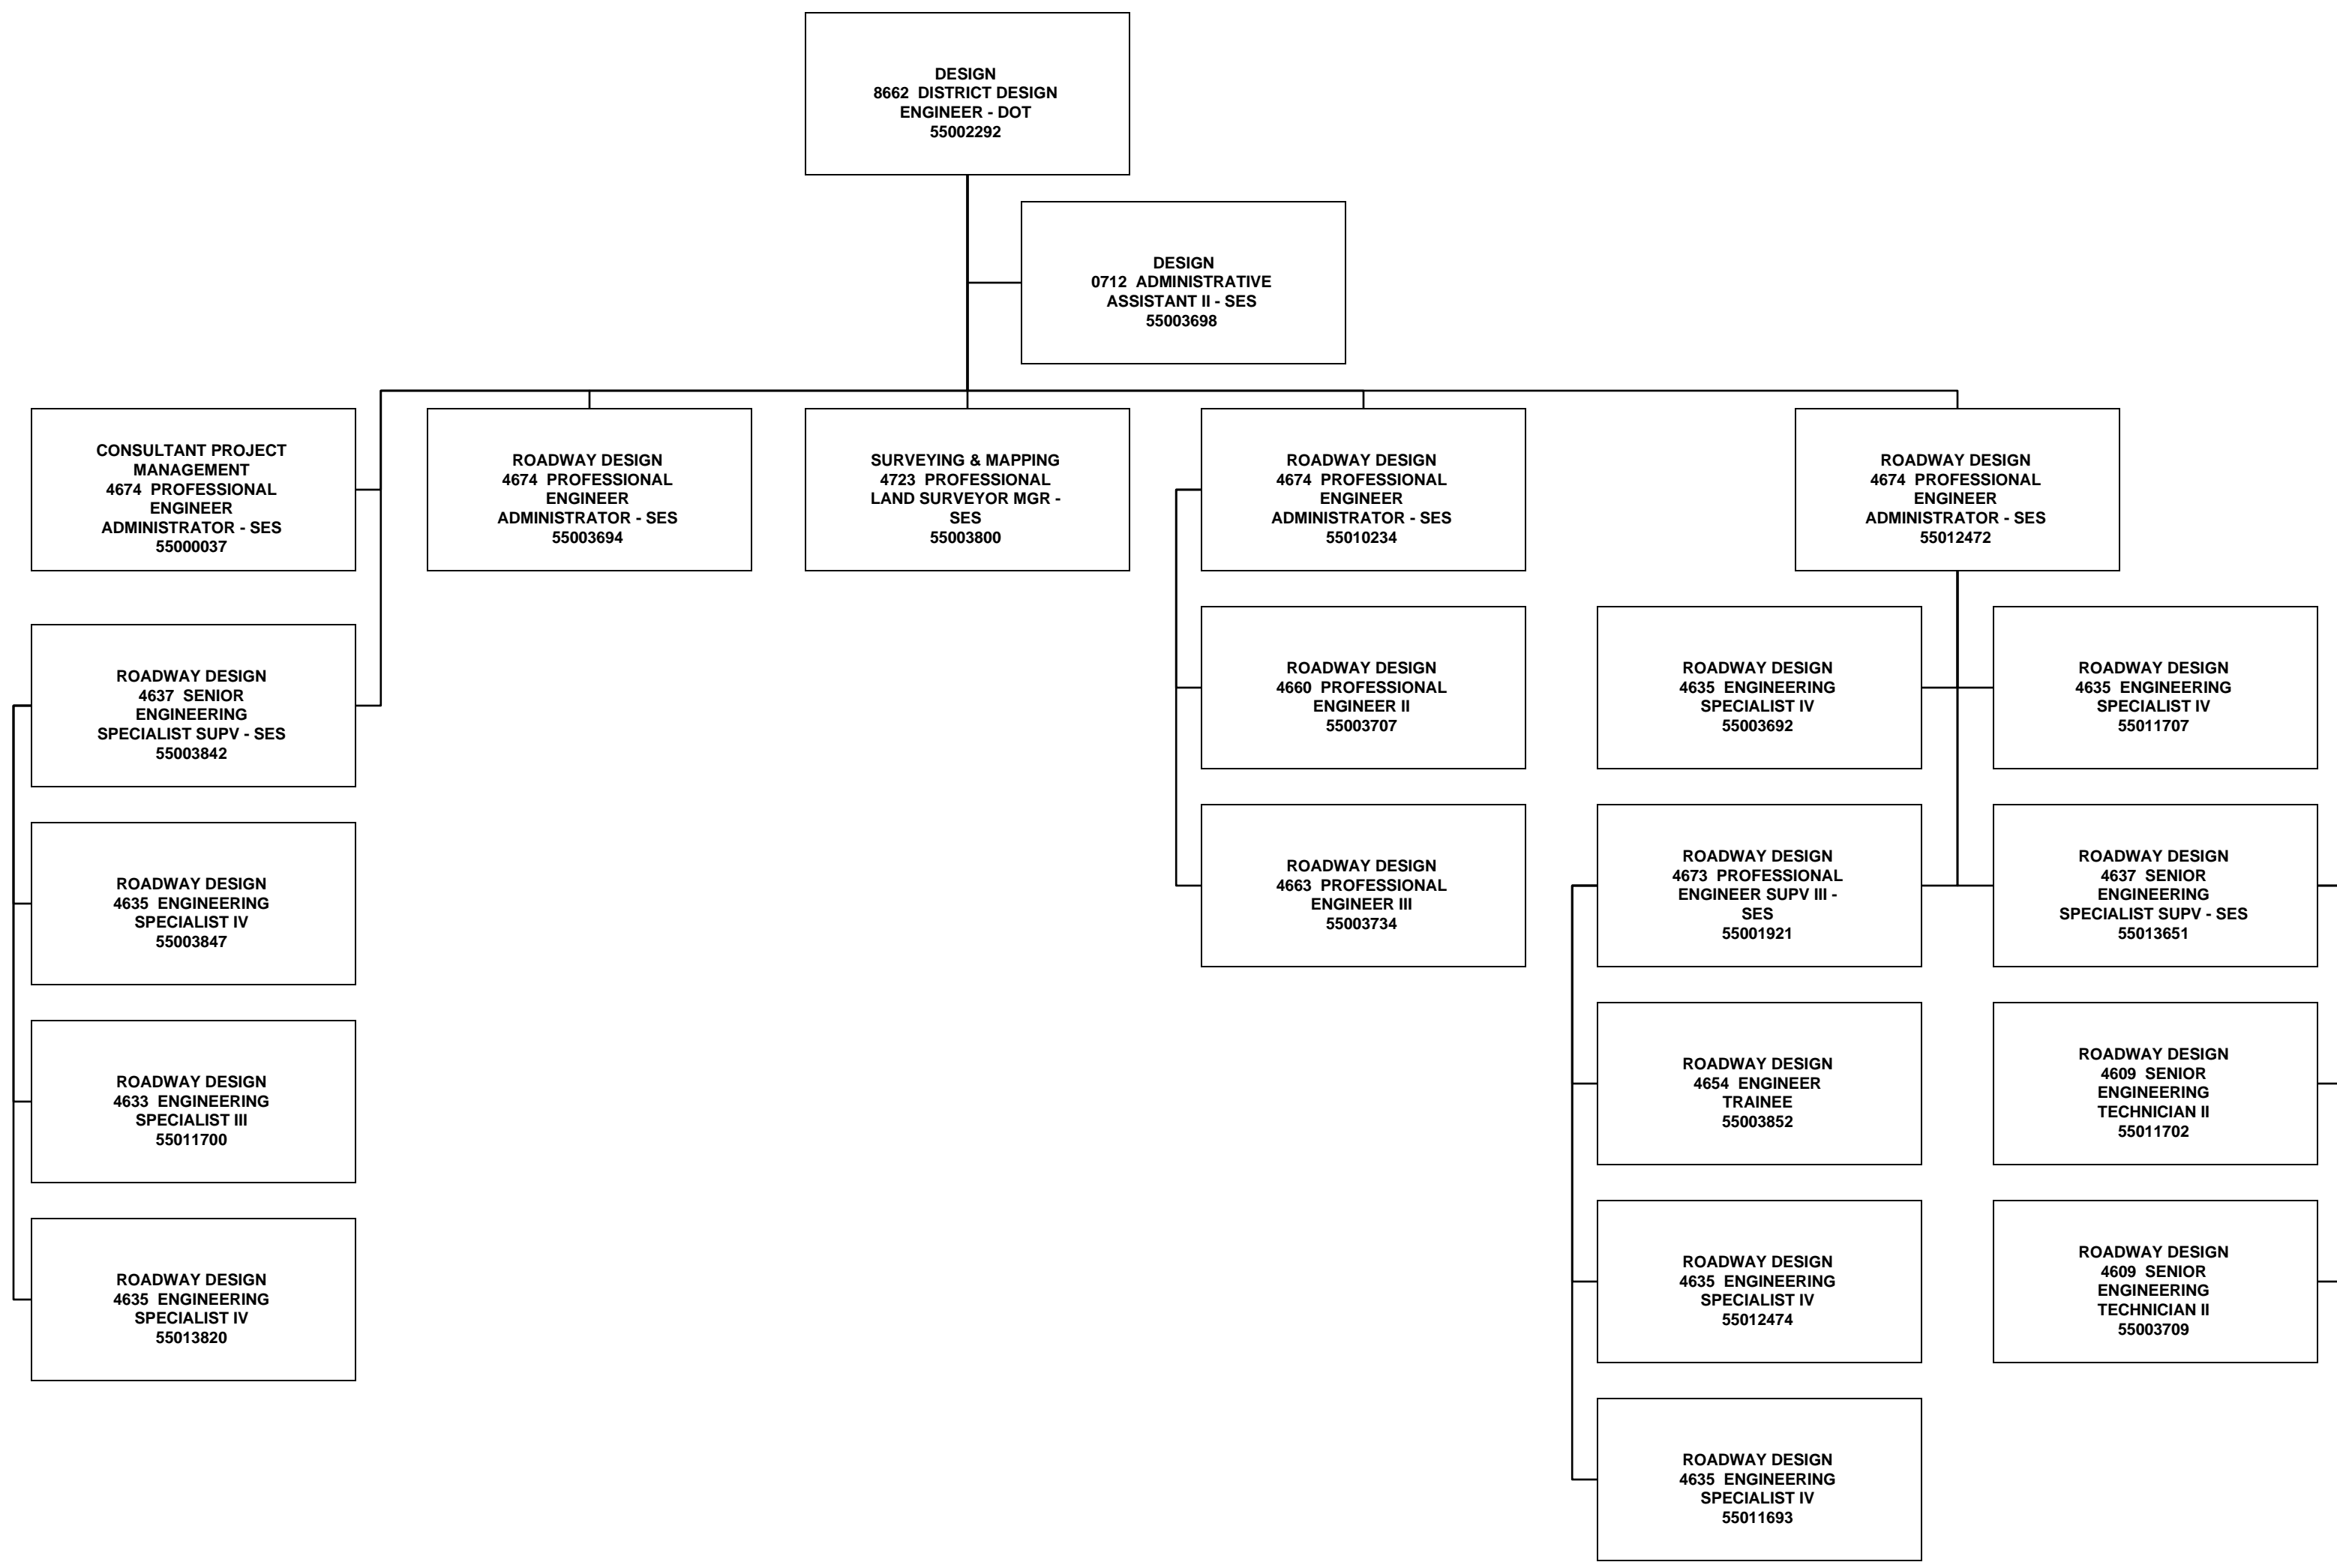 DESIGN
8662 DISTRICT DESIGN
ENGINEER - DOT
55002292
DESIGN
0712 ADMINISTRATIVE
ASSISTANT II - SES
55003698
CONSULTANT PROJECT
MANAGEMENT
4674 PROFESSIONAL
ENGINEER
ADMINISTRATOR - SES
55000037
ROADWAY DESIGN
4674 PROFESSIONAL
ENGINEER
ADMINISTRATOR - SES
55003694
SURVEYING & MAPPING
4723 PROFESSIONAL
LAND SURVEYOR MGR -
SES
55003800
ROADWAY DESIGN
4674 PROFESSIONAL
ENGINEER
ADMINISTRATOR - SES
55010234
ROADWAY DESIGN
4674 PROFESSIONAL
ENGINEER
ADMINISTRATOR - SES
55012472
ROADWAY DESIGN
4637 SENIOR
ENGINEERING
SPECIALIST SUPV - SES
55003842
ROADWAY DESIGN
4660 PROFESSIONAL
ENGINEER II
55003707
ROADWAY DESIGN
4635 ENGINEERING
SPECIALIST IV
55003692
ROADWAY DESIGN
4635 ENGINEERING
SPECIALIST IV
55011707
ROADWAY DESIGN
4635 ENGINEERING
SPECIALIST IV
55003847
ROADWAY DESIGN
4663 PROFESSIONAL
ENGINEER III
55003734
ROADWAY DESIGN
4673 PROFESSIONAL
ENGINEER SUPV III -
SES
55001921
ROADWAY DESIGN
4637 SENIOR
ENGINEERING
SPECIALIST SUPV - SES
55013651
ROADWAY DESIGN
4633 ENGINEERING
SPECIALIST III
55011700
ROADWAY DESIGN
4654 ENGINEER
TRAINEE
55003852
ROADWAY DESIGN
4609 SENIOR
ENGINEERING
TECHNICIAN II
55011702
ROADWAY DESIGN
4635 ENGINEERING
SPECIALIST IV
55013820
ROADWAY DESIGN
4635 ENGINEERING
SPECIALIST IV
55012474
ROADWAY DESIGN
4609 SENIOR
ENGINEERING
TECHNICIAN II
55003709
ROADWAY DESIGN
4635 ENGINEERING
SPECIALIST IV
55011693